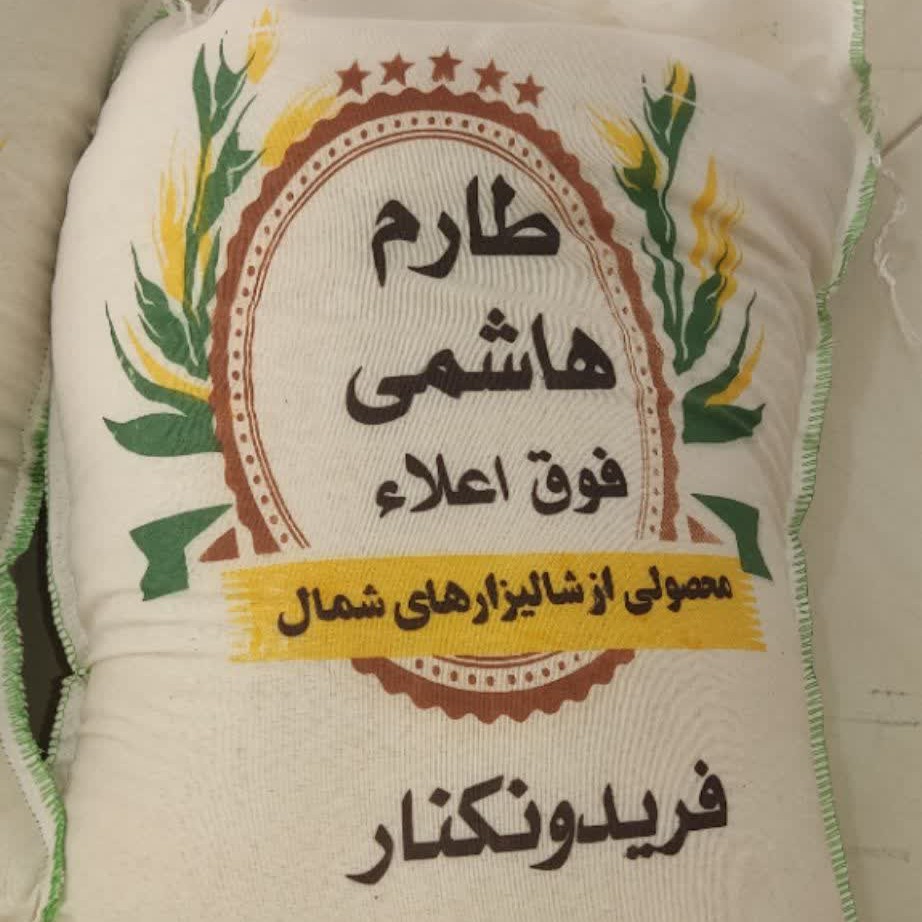 طارم
هاشمی
فوق اعلاء
محصولی از شالیزارهای شمال
فریدونکنار